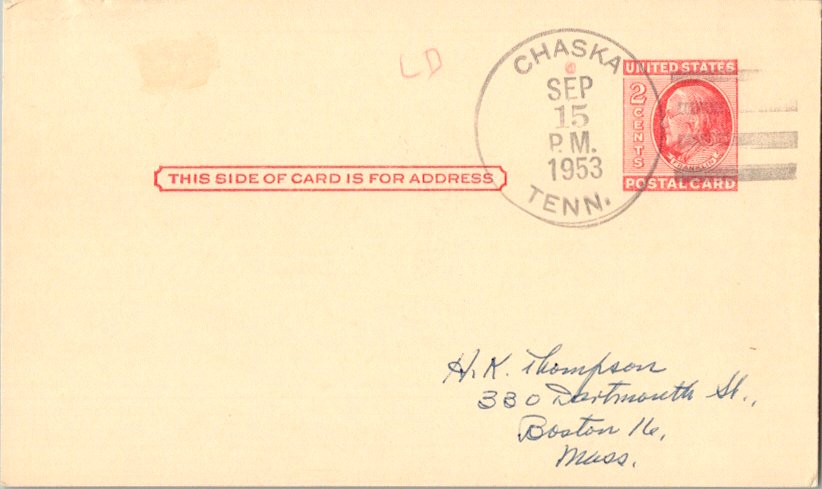 LD
CHASKA
SEP
15
P.M.
1953
TENN.
UNITED STATES
2
CENTS
FRANKLIN
POSTAL CARD
THIS SIDE OF CARD IS FOR ADDRESS
H. K. Thompson
330 Dartmouth St.,
Boston 16,
Mass.